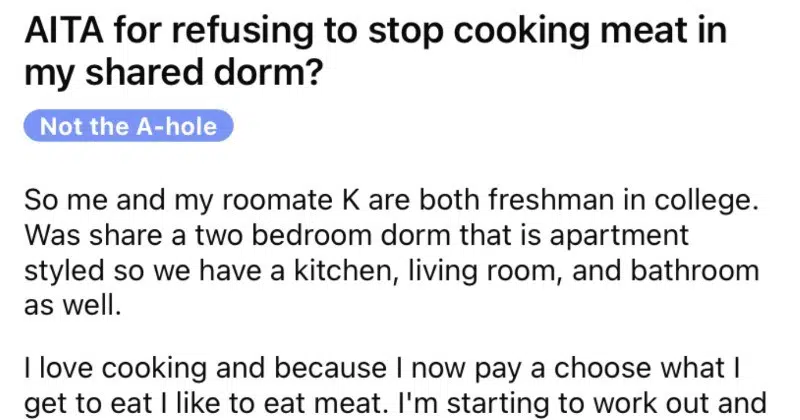 AITA for refusing to stop cooking meat in
my shared dorm?
Not the A-hole
So me and my roomate K are both freshman in college.
Was share a two bedroom dorm that is apartment
styled so we have a kitchen, living room, and bathroom
as well.
I love cooking and because I now pay a choose what I
get to eat I like to eat meat. I'm starting to work out and